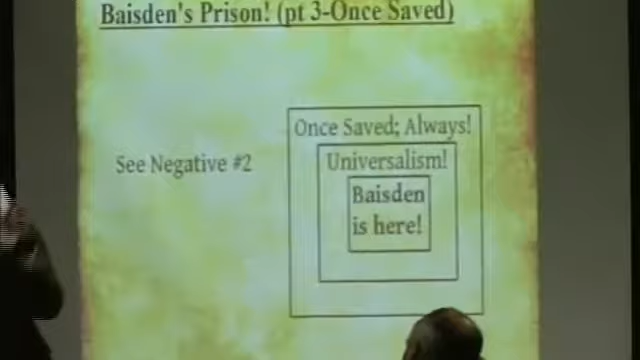 Baisden's Prison! (pt 3-Once Saved)
Once Saved; Always!
See Negative #2
Universalism!
Baisden
is here!